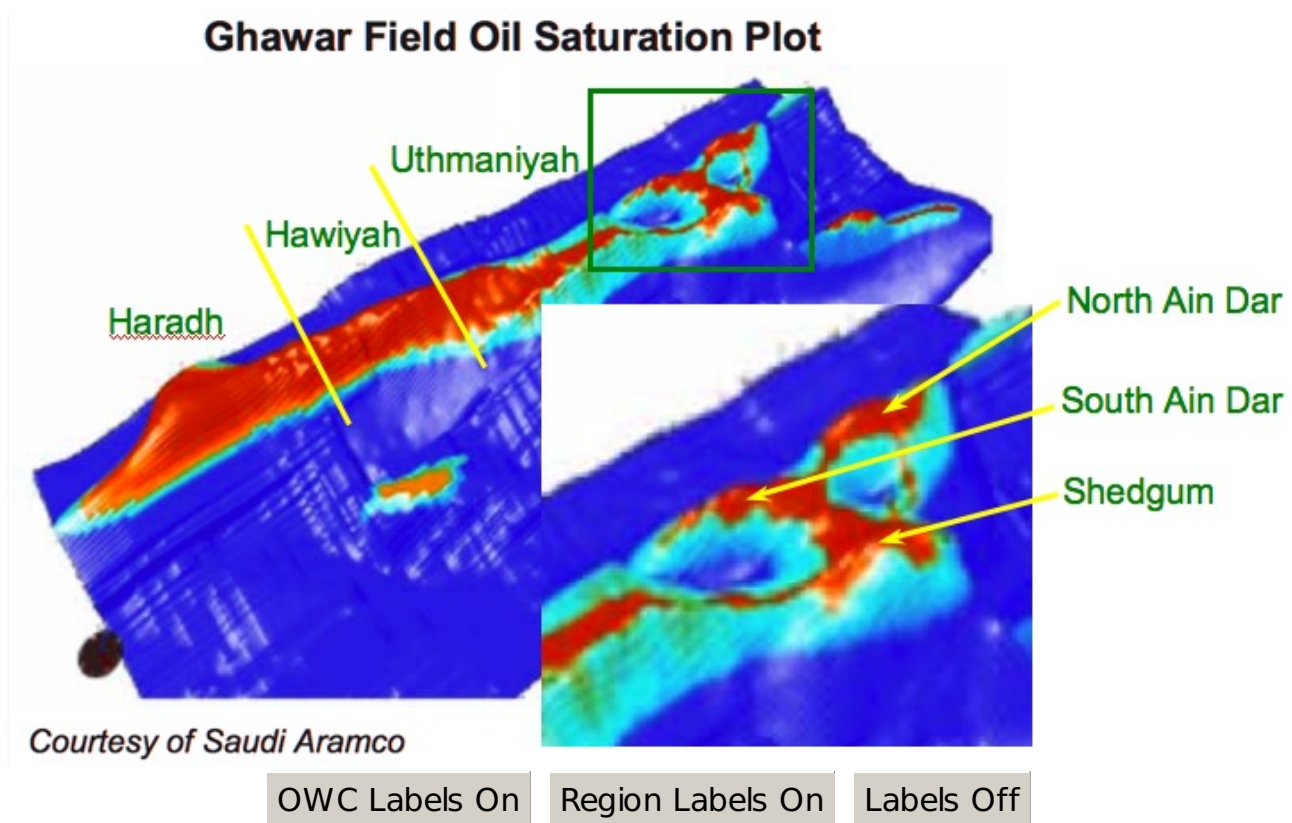 Ghawar Field Oil Saturation Plot
Uthmaniyah
Hawiyah
Haradh
North Ain Dar
South Ain Dar
Shedgum
Courtesy of Saudi Aramco
OWC Labels On
Region Labels On
Labels Off